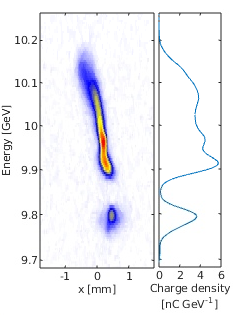 10.2
10.1
10
9.9
9.8
9.7
Energy [GeV]
-1 0 1
x [mm]
0 2 4 6
Charge density
[nC GeV⁻¹]